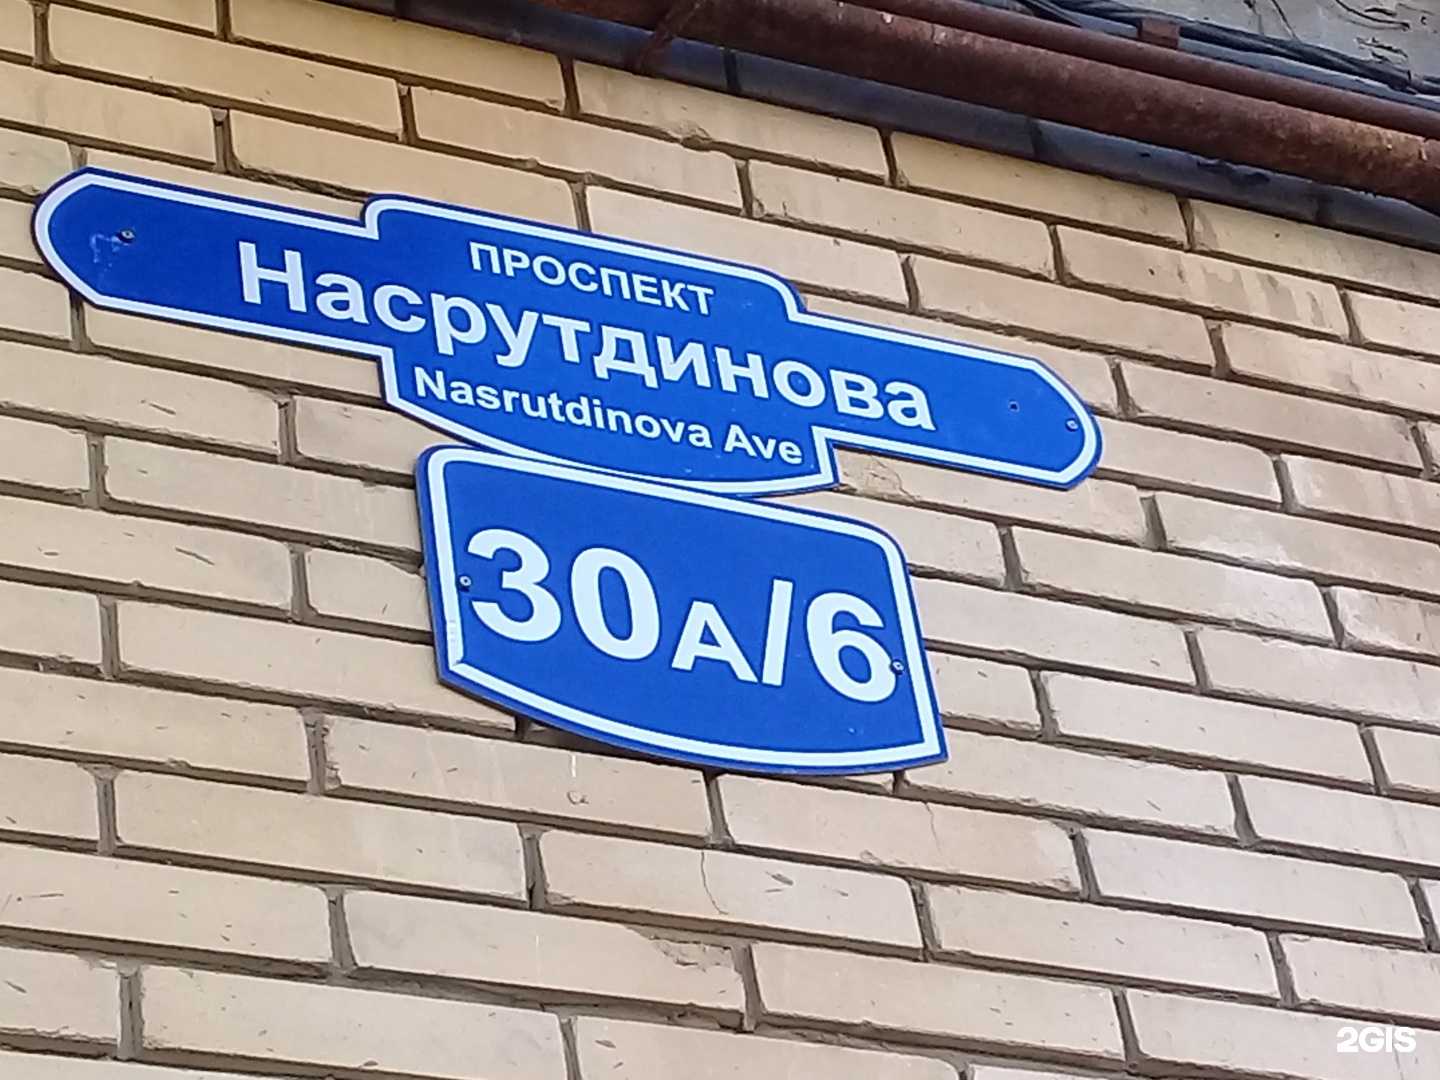 ПРОСПЕКТ
Насрутдинова
Nasrutdinova Ave
30А/6
2GIS